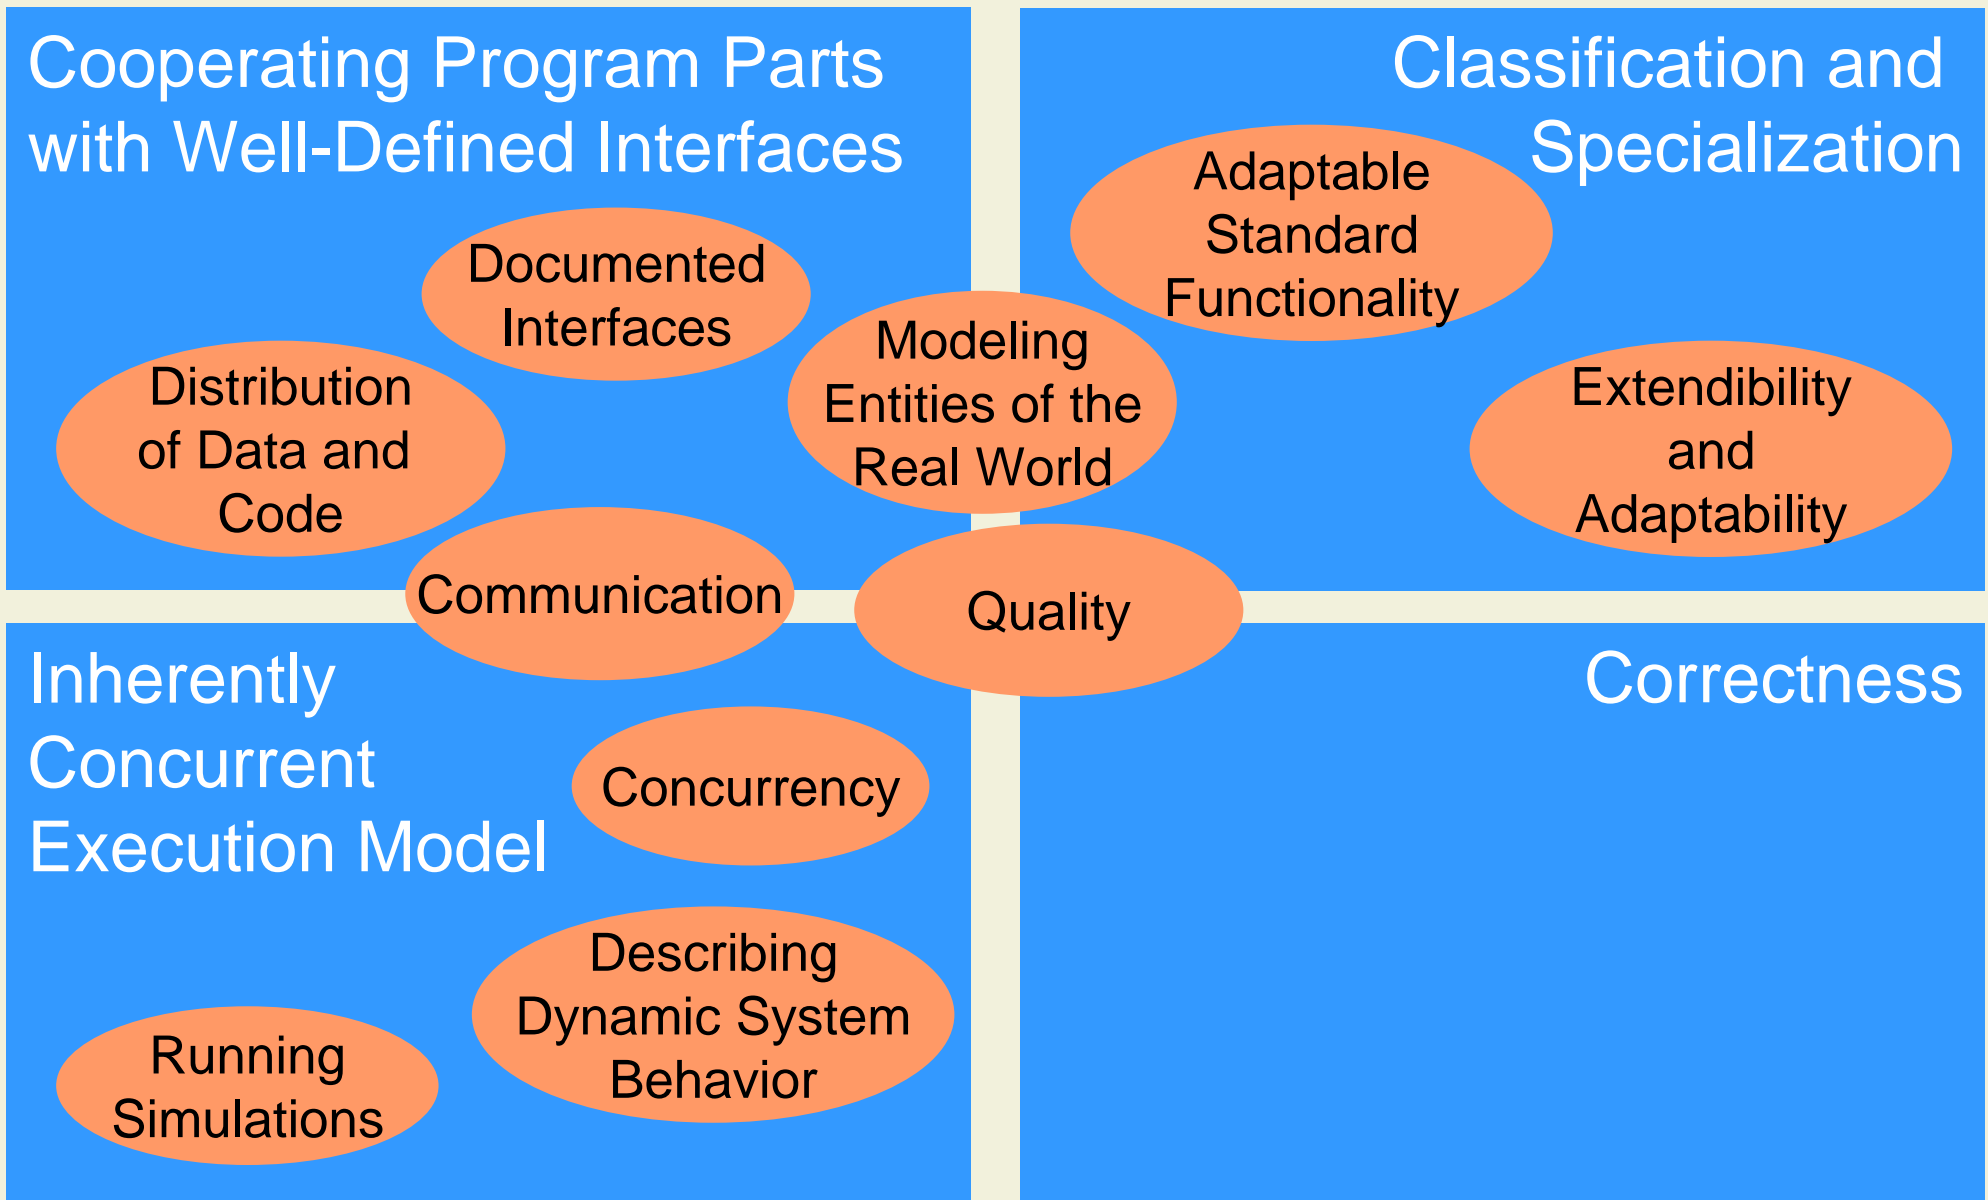 Cooperating Program Parts
with Well-Defined Interfaces
Documented
Interfaces
Distribution
of Data and
Code
Modeling
Entities of the
Real World
Communication
Quality
Classification and
Specialization
Adaptable
Standard
Functionality
Extendibility
and
Adaptability
Inherently
Concurrent
Execution Model
Concurrency
Describing
Dynamic System
Behavior
Running
Simulations
Correctness